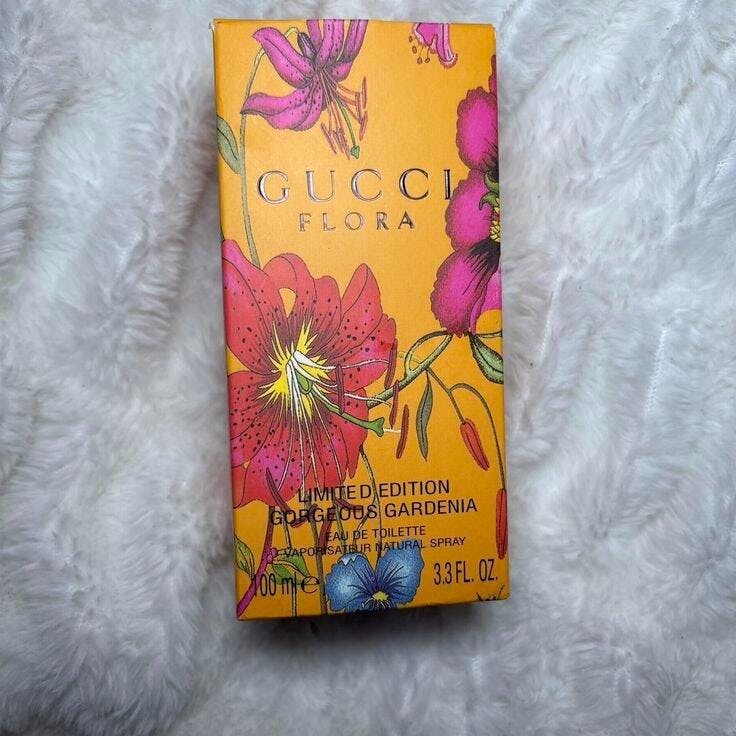 GUCCI
FLORA
LIMITED EDITION
GORGEOUS GARDENIA
EAU DE TOILETTE
VAPORISATEUR NATURAL SPRAY
100 ml ℮ 3.3 FL. OZ.